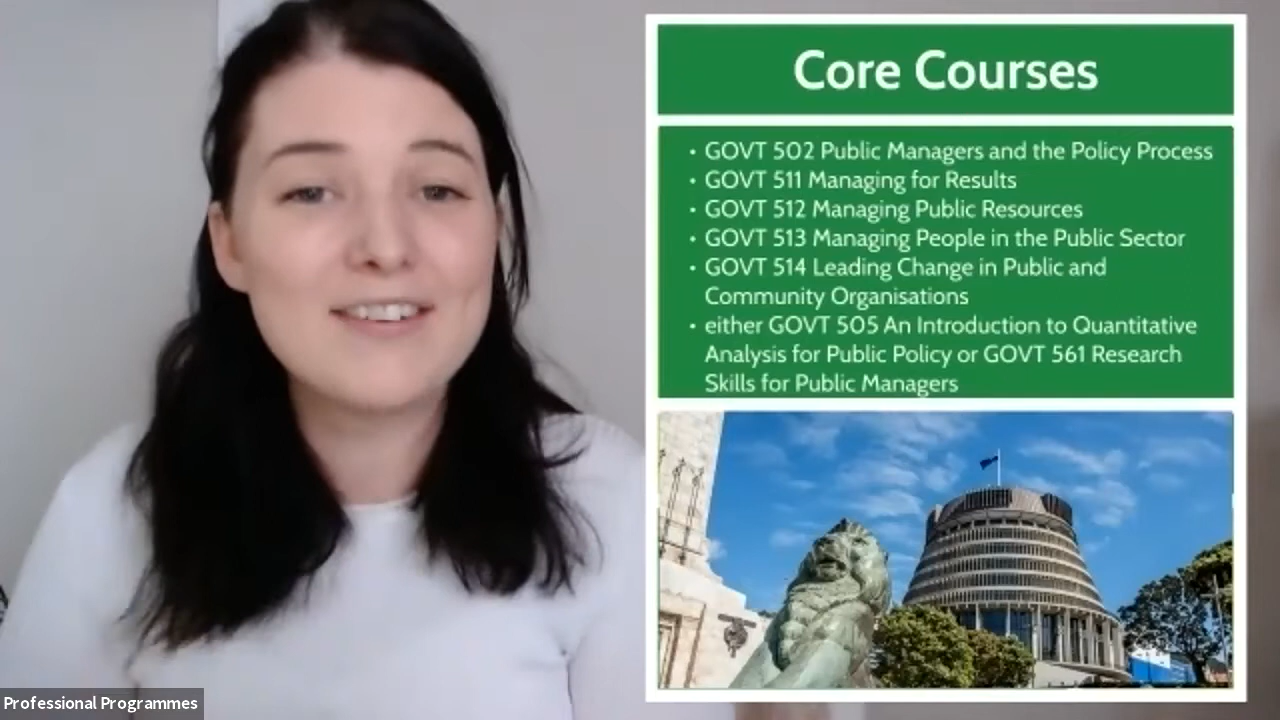 Core Courses
• GOVT 502 Public Managers and the Policy Process
• GOVT 511 Managing for Results
• GOVT 512 Managing Public Resources
• GOVT 513 Managing People in the Public Sector
• GOVT 514 Leading Change in Public and
Community Organisations
• either GOVT 505 An Introduction to Quantitative
Analysis for Public Policy or GOVT 561 Research
Skills for Public Managers
Professional Programmes